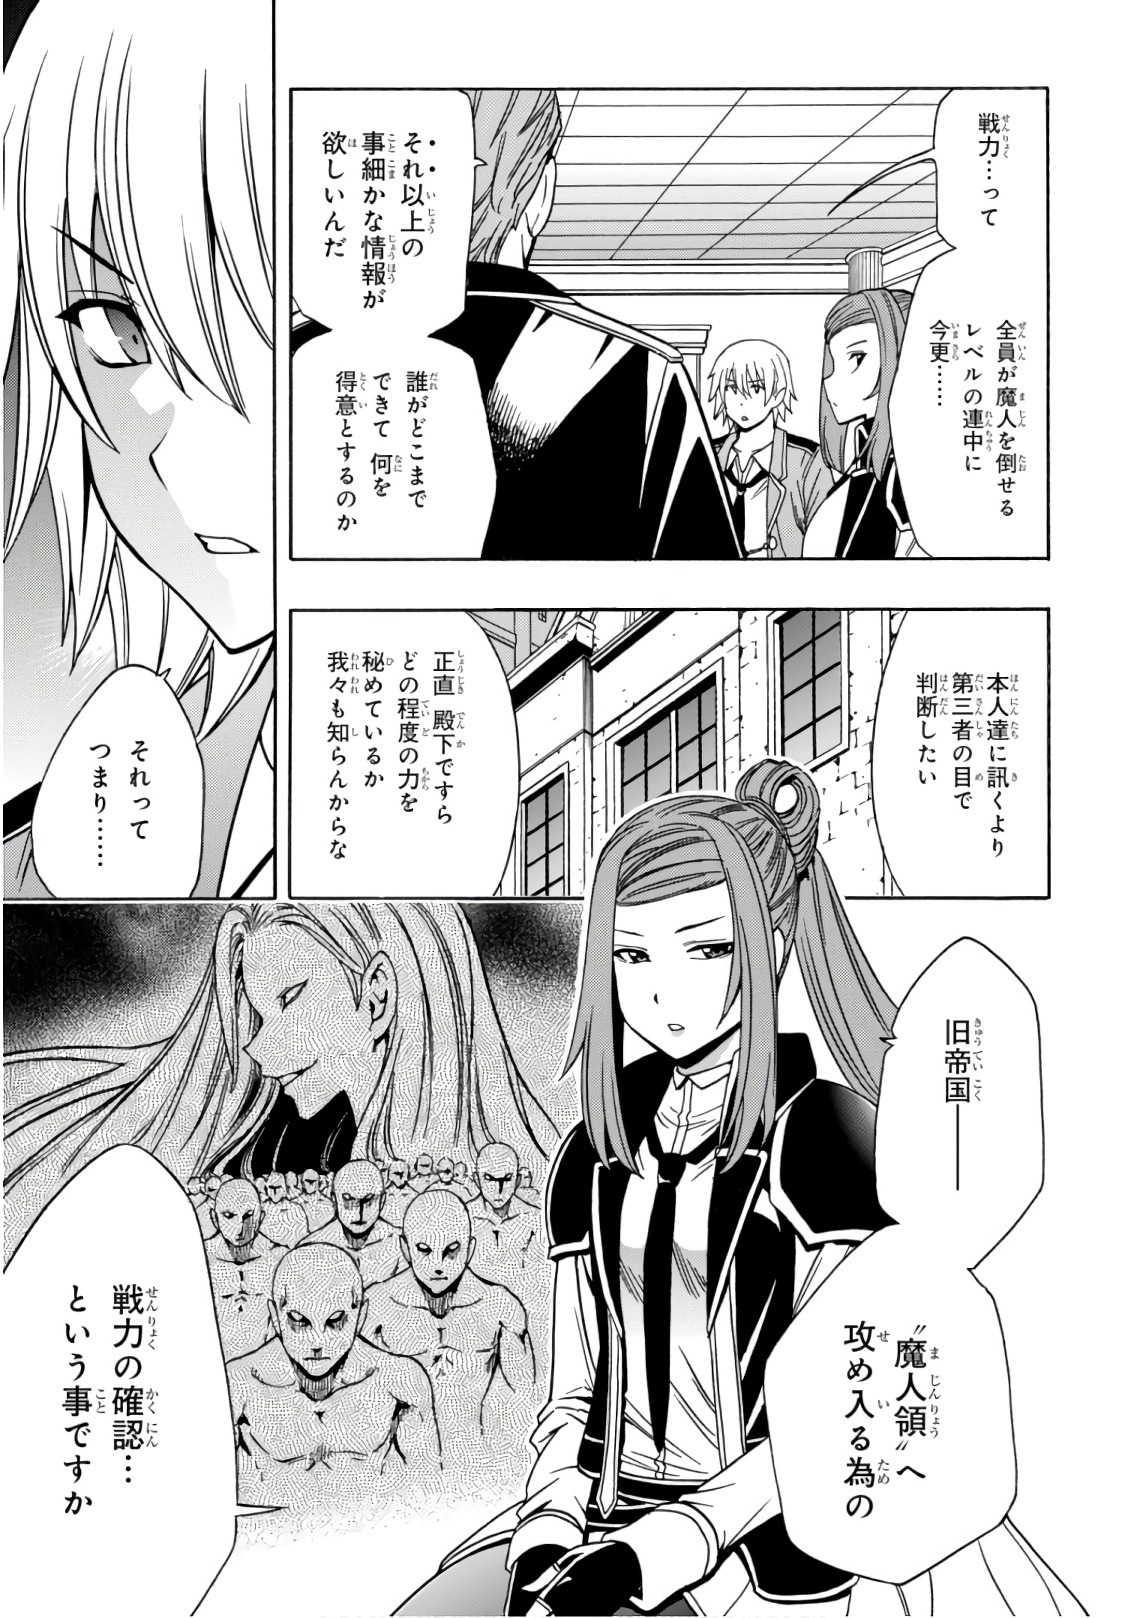 戦力…って
全員が魔人を倒せる
レベルの連中に
今更……
それ以上の
事細かな情報が
欲しいんだ
誰がどこまで
できて 何を
得意とするのか
本人達に訊くより
第三者の目で
判断したい
正直 殿下ですら
どの程度の力を
秘めているか
我々も知らんからな
それって
つまり……
旧帝国――
〝魔人領〟へ
攻め入る為の
戦力の確認…
という事ですか